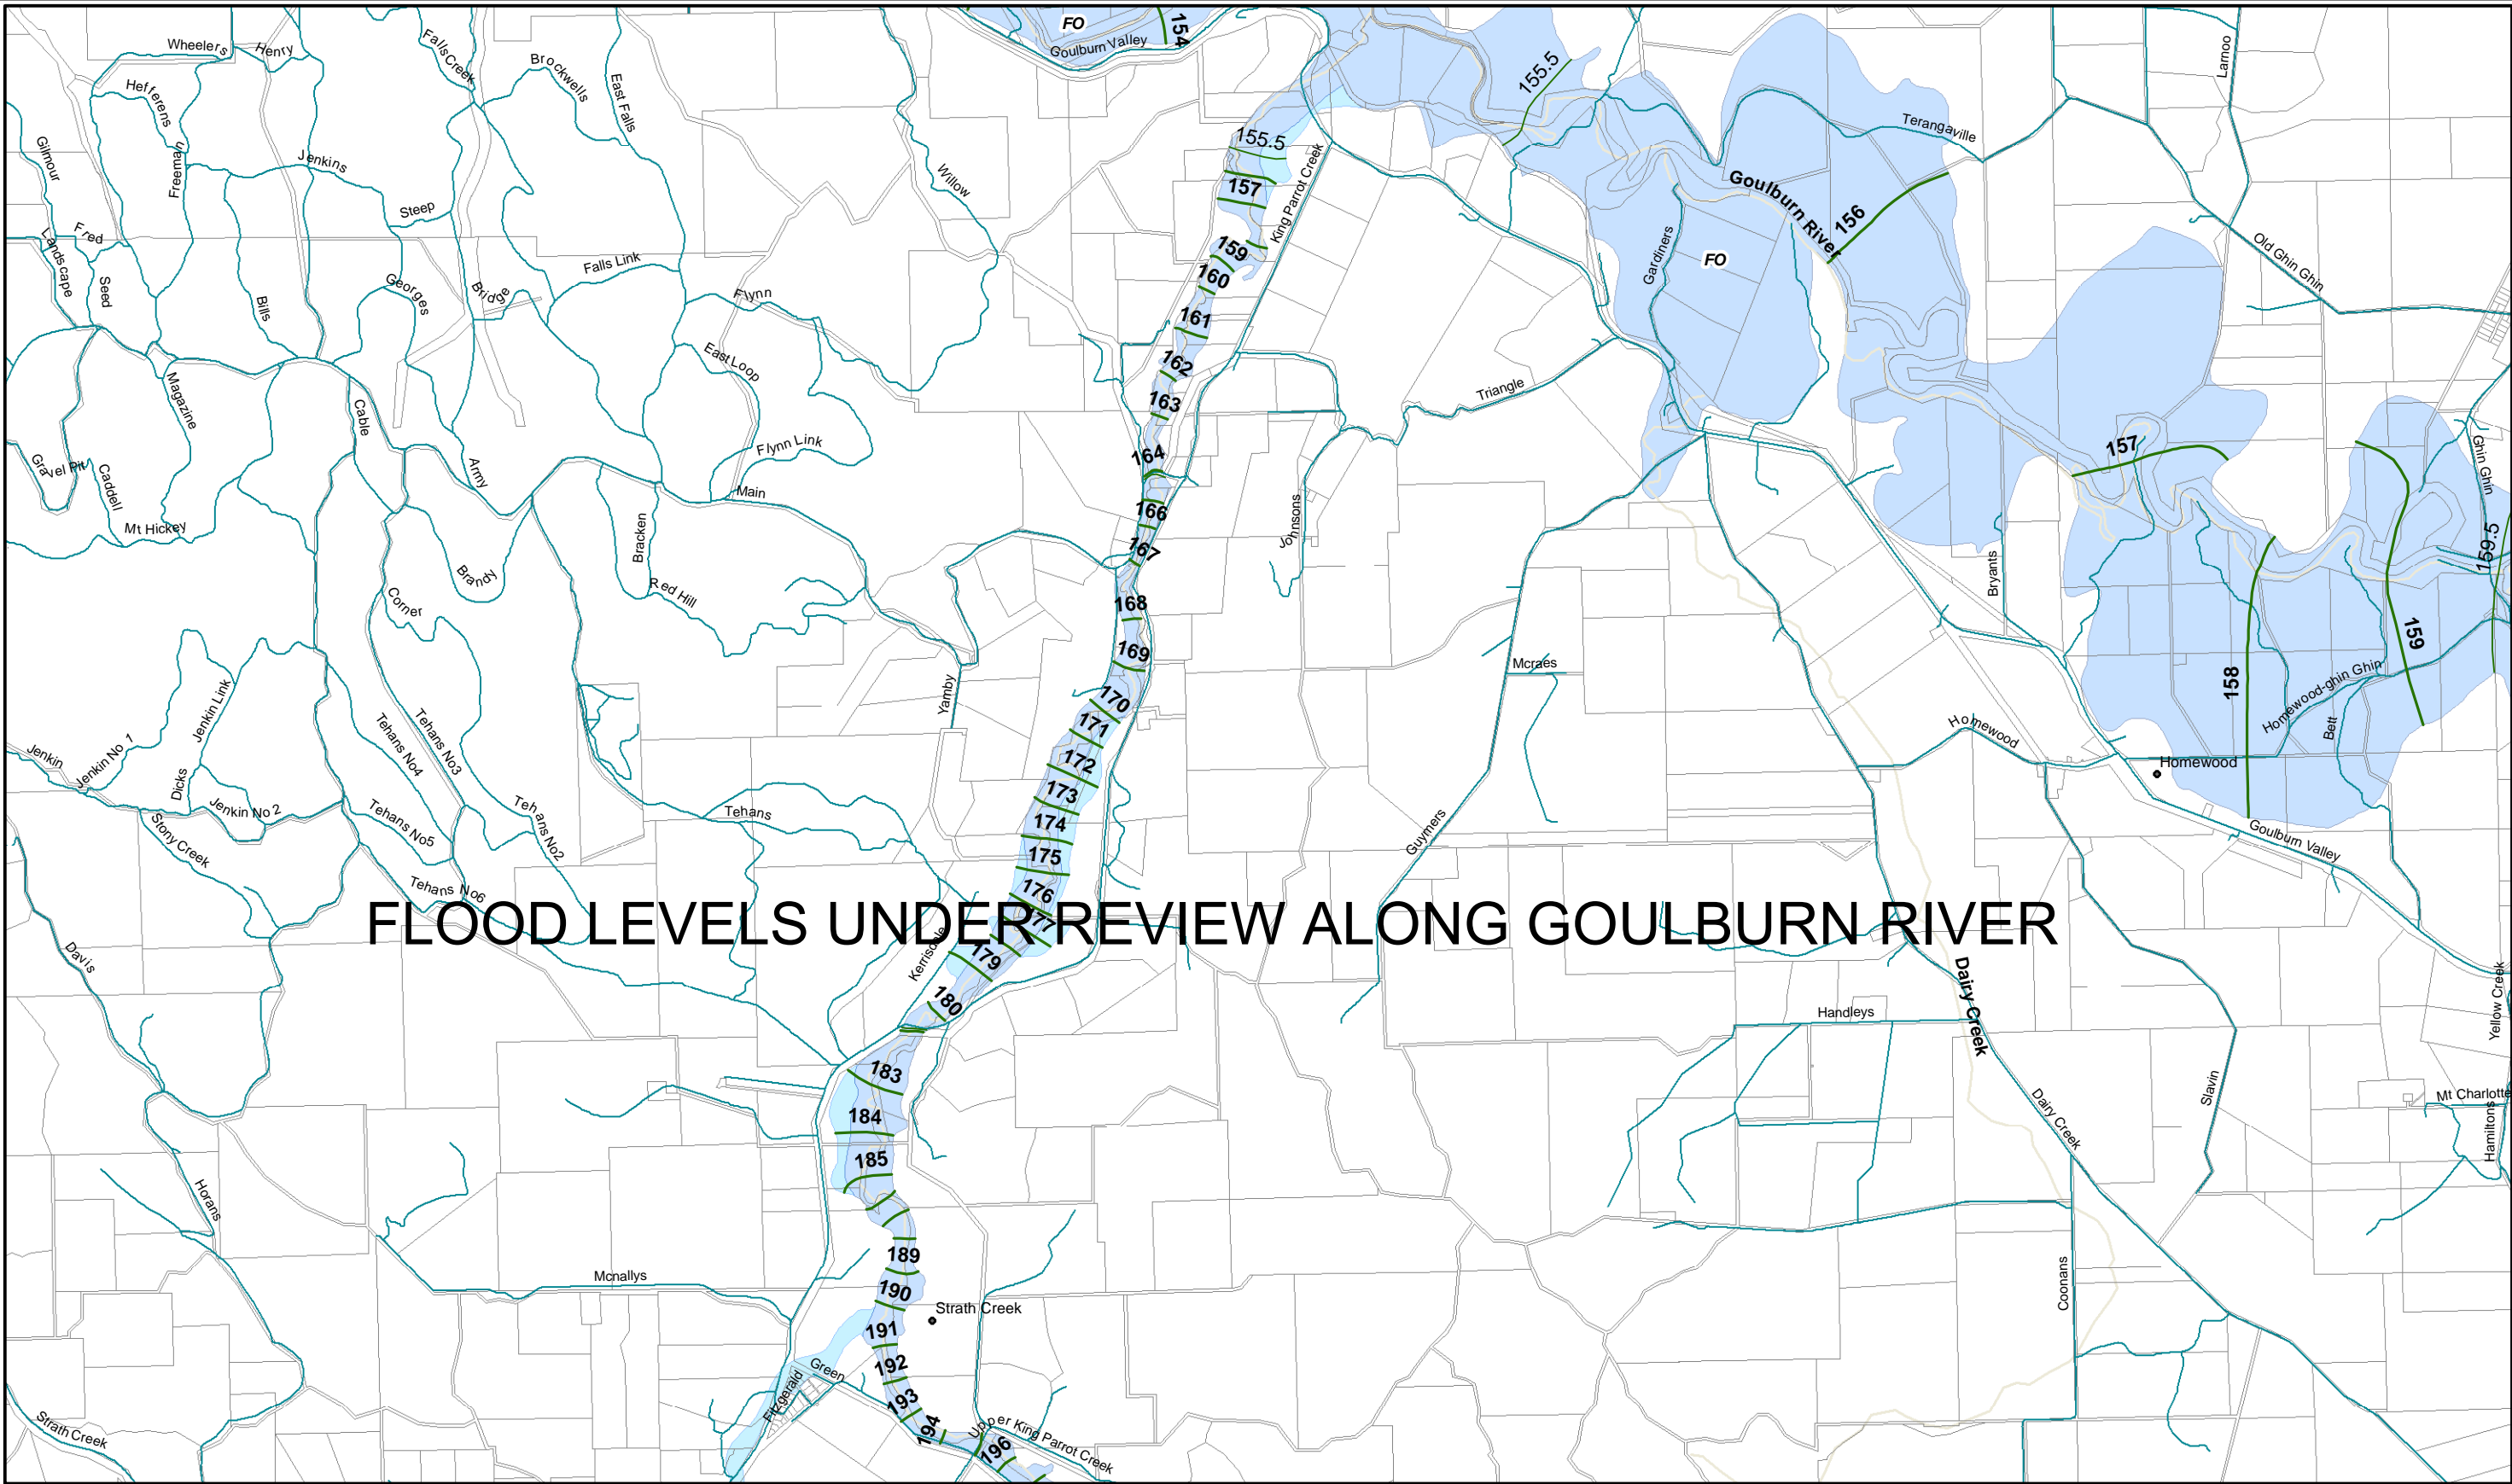 FO
154
Goulburn Valley
Wheelers
Henry
Falls Creek
Brockwells
East Falls
Hefferens
Gilmour
Freeman
Jenkins
Steep
Willow
155.5
155.5
157
King Parrot Creek
Larnoo
Terangaville
Goulburn River
156
Old Ghin Ghin
Fred
Landscape
Seed
Bills
Georges
Bridge
Falls Link
Flynn
159
160
161
162
163
164
166
167
168
169
170
171
172
173
174
175
176
177
179
180
183
184
185
189
190
191
192
193
194
196
Gardiners
FO
East Loop
Flynn Link
Main
Magazine
Cable
Army
Gravel Pit
Caddell
Mt Hickey
Bracken
Brandy
Red Hill
Corner
Triangle
Johnsons
157
Ghin Ghin
159.5
159
158
Bryants
Homewood-ghin Ghin
Bett
Homewood
Homewood
Mcraes
Guymers
Goulburn Valley
Yamby
Jenkin Link
Jenkin
Jenkin No 1
Dicks
Jenkin No 2
Tehans No4
Tehans No3
Tehans No5
Tehans No2
Tehans No6
Tehans
Stony Creek
FLOOD LEVELS UNDER REVIEW ALONG GOULBURN RIVER
Davis
Kerrisdale
Dairy Creek
Handleys
Dairy Creek
Slavin
Yellow Creek
Mt Charlotte
Hamiltons
Horans
Mcnallys
Strath Creek
Coonans
Green
Fitzgerald
Upper King Parrot Creek
Strath Creek